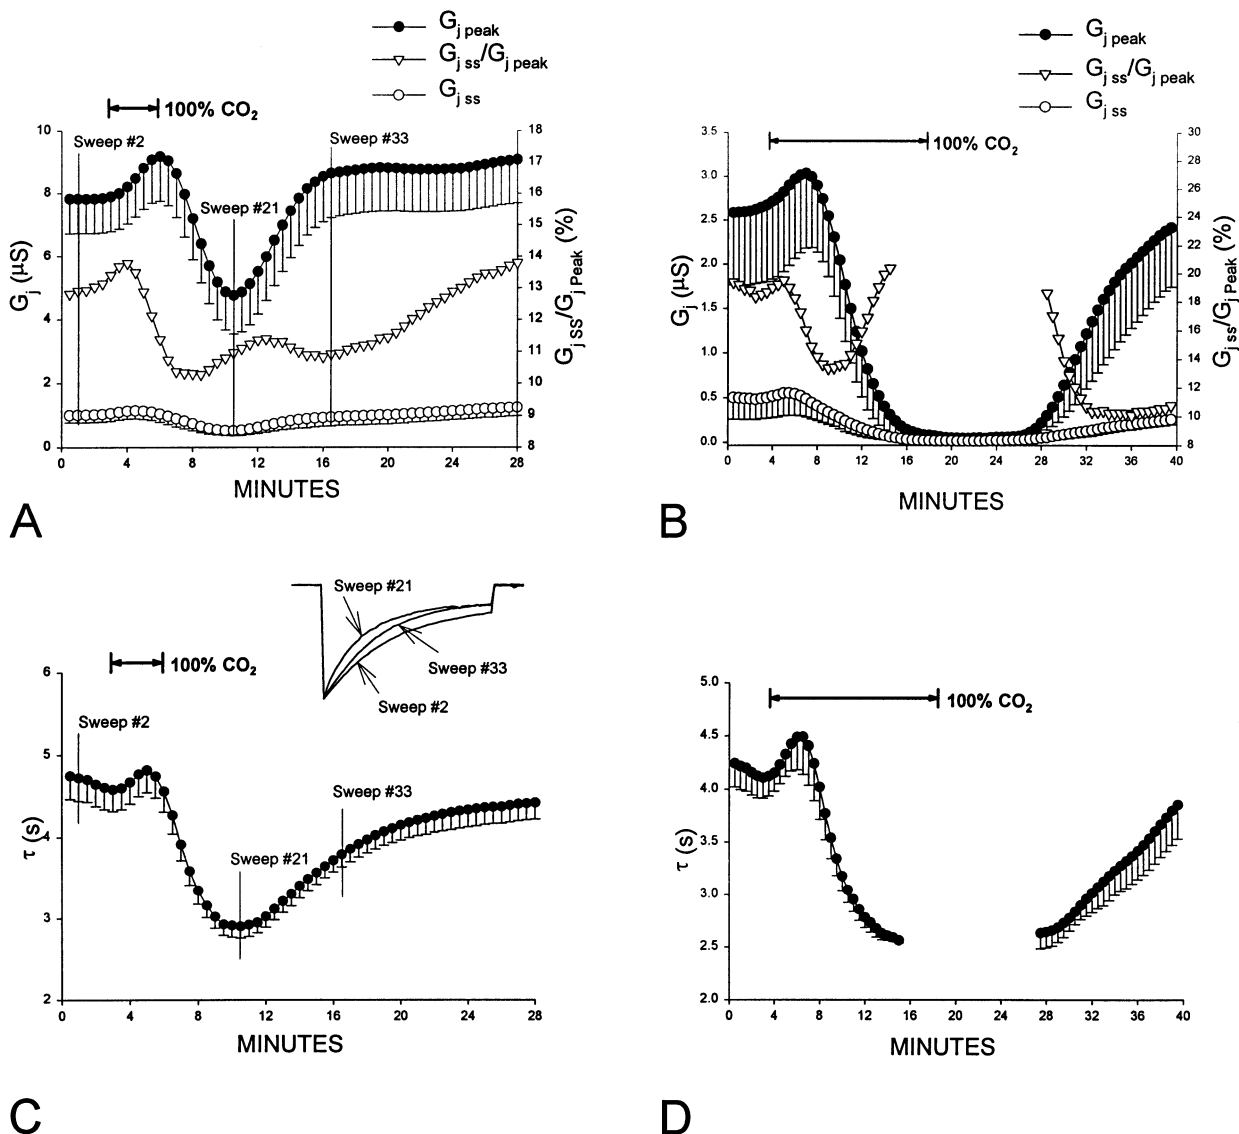 G j peak
G j ss/G j peak
G j ss
100% CO2
Sweep #2
Sweep #33
Sweep #21
10
8
6
4
2
0
18
17
16
15
14
13
12
11
10
9
8
Gj (µS)
Gj SS/Gj Peak (%)
0 4 8 12 16 20 24 28
MINUTES
A
G j peak
G j ss/G j peak
G j ss
100% CO2
3.5
3.0
2.5
2.0
1.5
1.0
0.5
0.0
30
28
26
24
22
20
18
16
14
12
10
8
Gj (µS)
Gj SS/Gj Peak (%)
0 4 8 12 16 20 24 28 32 36 40
MINUTES
B
Sweep #21
Sweep #33
Sweep #2
100% CO2
Sweep #2
Sweep #33
Sweep #21
6
5
4
3
2
τ (s)
0 4 8 12 16 20 24 28
MINUTES
C
100% CO2
5.0
4.5
4.0
3.5
3.0
2.5
2.0
τ (s)
0 4 8 12 16 20 24 28 32 36 40
MINUTES
D